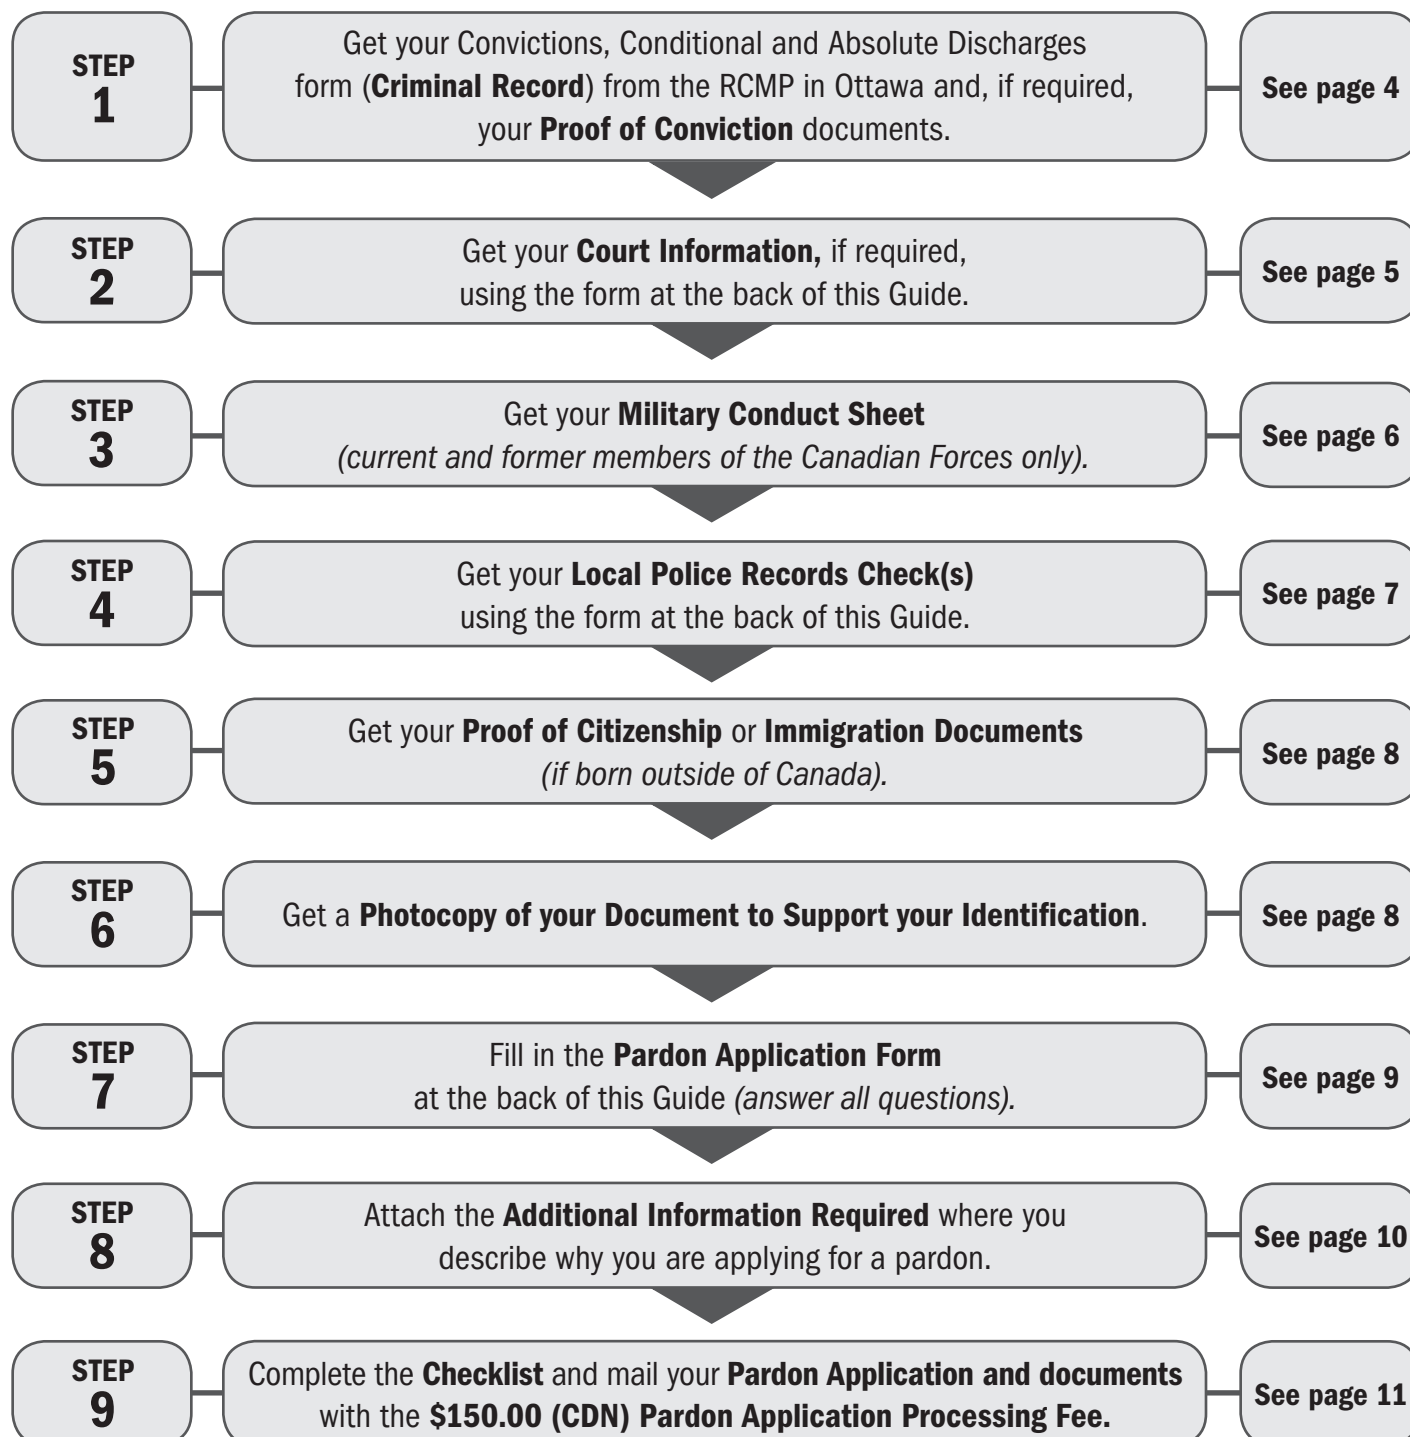 STEP
1
Get your Convictions, Conditional and Absolute Discharges
form (Criminal Record) from the RCMP in Ottawa and, if required,
your Proof of Conviction documents.
See page 4
STEP
2
Get your Court Information, if required,
using the form at the back of this Guide.
See page 5
STEP
3
Get your Military Conduct Sheet
(current and former members of the Canadian Forces only).
See page 6
STEP
4
Get your Local Police Records Check(s)
using the form at the back of this Guide.
See page 7
STEP
5
Get your Proof of Citizenship or Immigration Documents
(if born outside of Canada).
See page 8
STEP
6
Get a Photocopy of your Document to Support your Identification.
See page 8
STEP
7
Fill in the Pardon Application Form
at the back of this Guide (answer all questions).
See page 9
STEP
8
Attach the Additional Information Required where you
describe why you are applying for a pardon.
See page 10
STEP
9
Complete the Checklist and mail your Pardon Application and documents
with the $150.00 (CDN) Pardon Application Processing Fee.
See page 11